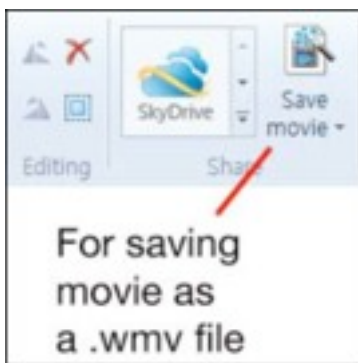 SkyDrive
Save
movie
Editing
Share
For saving
movie as
a .wmv file